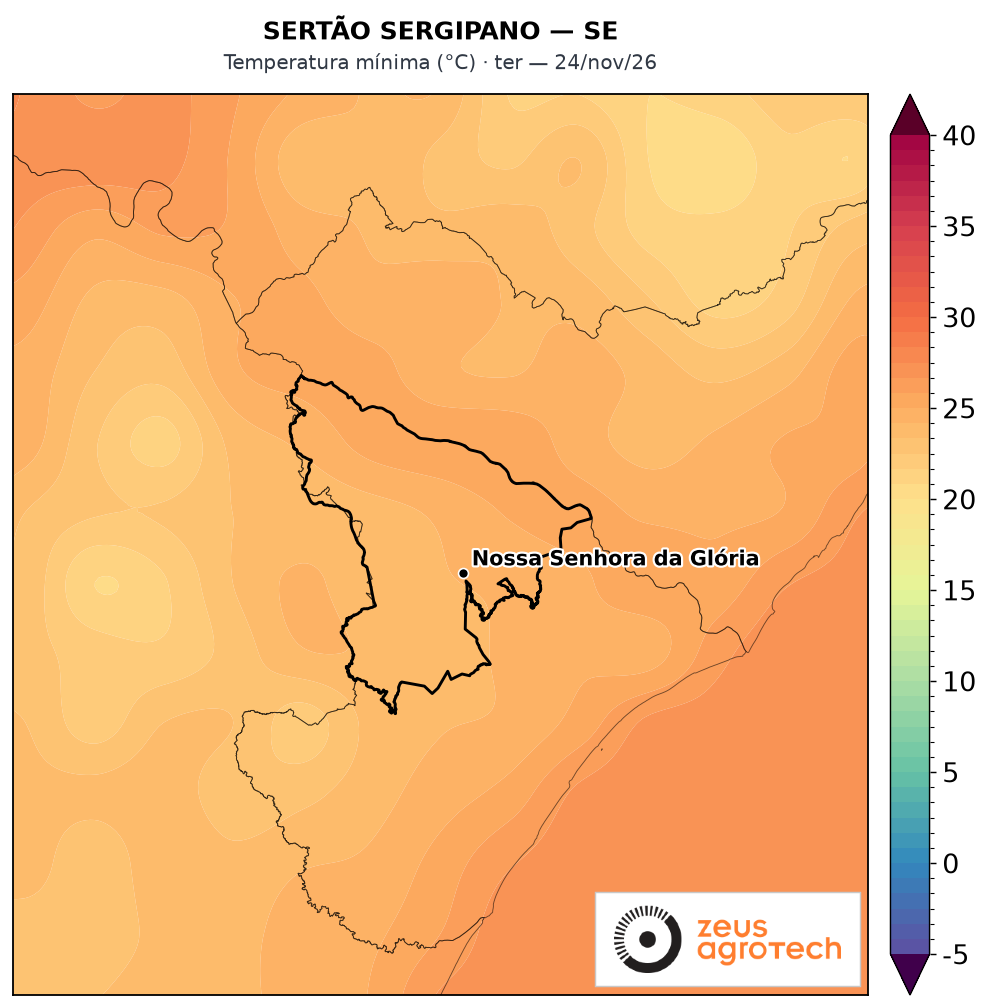 SERTÃO SERGIPANO — SE
Temperatura mínima (°C) · ter — 24/nov/26
40
35
30
25
20
15
10
5
0
-5
Nossa Senhora da Glória
zeus
agrotech